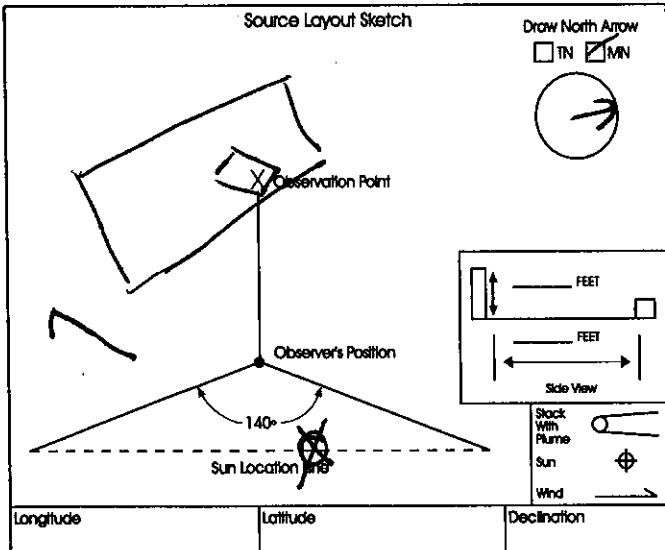 Source Layout Sketch
Draw North Arrow
TN MN
Observation Point
FEET
Observer's Position
FEET
Side View
140°
Stack
With
Plume
Sun Location Line
Sun
Wind
Longitude Latitude Declination